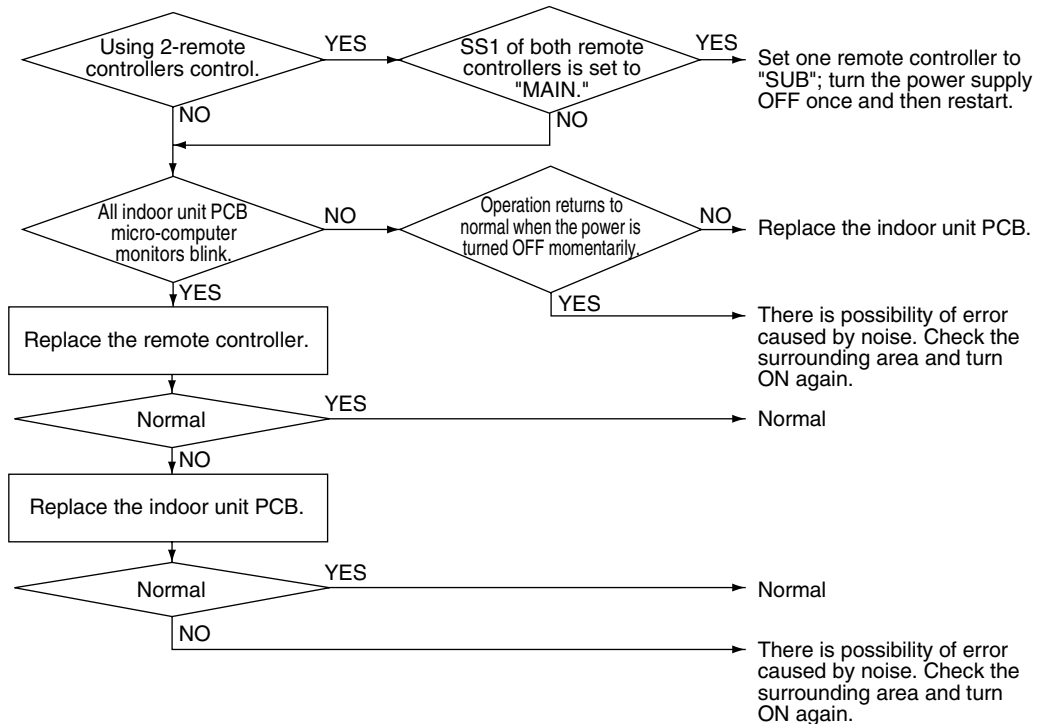 Using 2-remote
controllers control.
YES
SS1 of both remote
controllers is set to
"MAIN."
YES
Set one remote controller to
"SUB"; turn the power supply
OFF once and then restart.
NO
NO
All indoor unit PCB
micro-computer
monitors blink.
NO
Operation returns to
normal when the power is
turned OFF momentarily.
NO
Replace the indoor unit PCB.
YES
YES
There is possibility of error
caused by noise. Check the
surrounding area and turn
ON again.
Replace the remote controller.
Normal
YES
Normal
NO
Replace the indoor unit PCB.
Normal
YES
Normal
NO
There is possibility of error
caused by noise. Check the
surrounding area and turn
ON again.